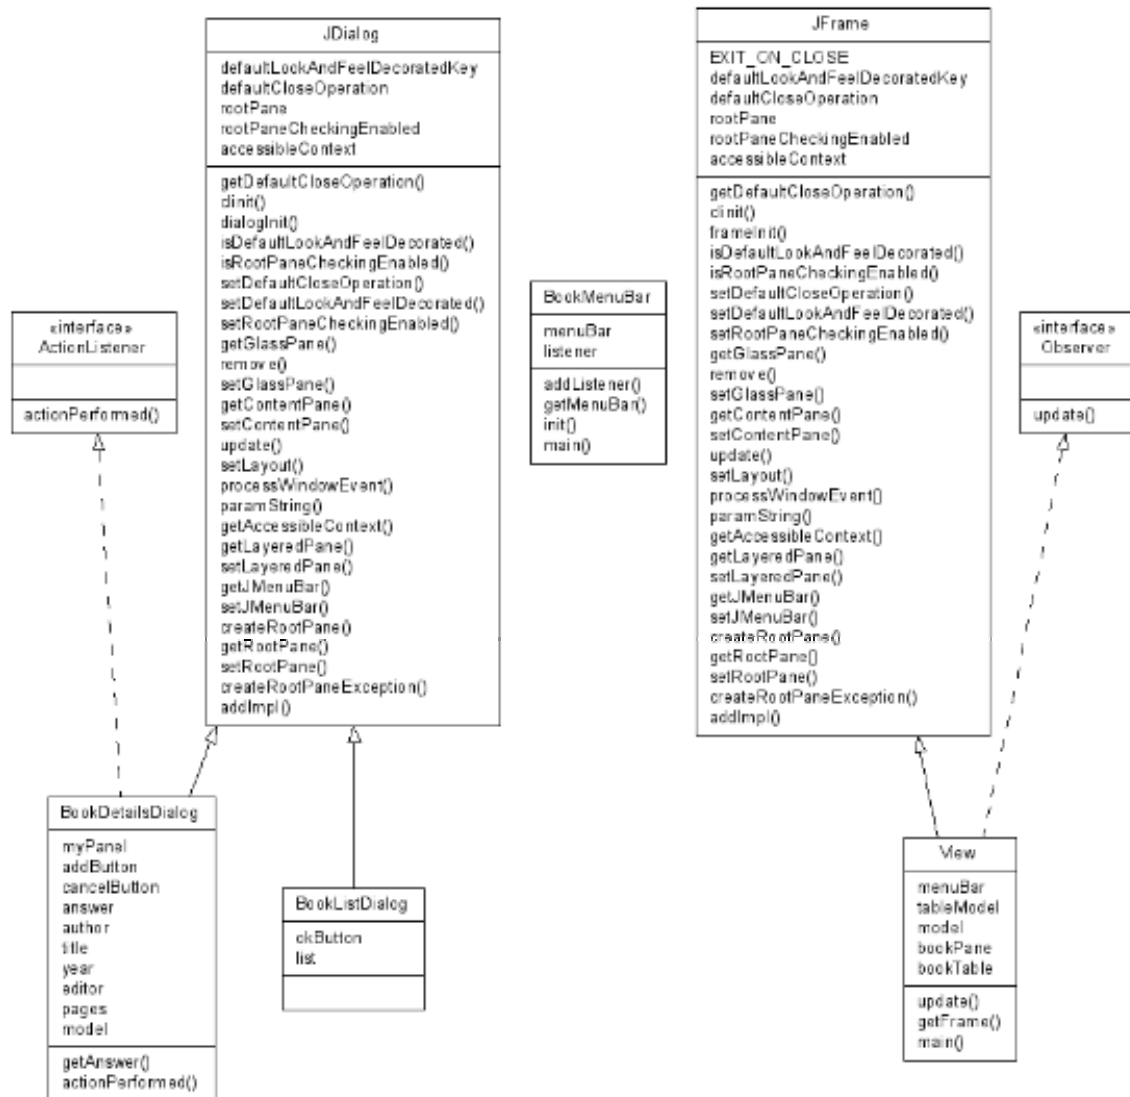 JDialog
defaultLookAndFeelDecoratedKey
defaultCloseOperation
rootPane
rootPaneCheckingEnabled
accessibleContext
getDefaultCloseOperation()
clinit()
dialogInit()
isDefaultLookAndFeelDecorated()
isRootPaneCheckingEnabled()
setDefaultCloseOperation()
setDefaultLookAndFeelDecorated()
setRootPaneCheckingEnabled()
getGlassPane()
remove()
setGlassPane()
getContentPane()
setContentPane()
update()
setLayout()
processWindowEvent()
paramString()
getAccessibleContext()
getLayeredPane()
setLayeredPane()
getJMenuBar()
setJMenuBar()
createRootPane()
getRootPane()
setRootPane()
createRootPaneException()
addImpl()
JFrame
EXIT_ON_CLOSE
defaultLookAndFeelDecoratedKey
defaultCloseOperation
rootPane
rootPaneCheckingEnabled
accessibleContext
getDefaultCloseOperation()
clinit()
frameInit()
isDefaultLookAndFeelDecorated()
isRootPaneCheckingEnabled()
setDefaultCloseOperation()
setDefaultLookAndFeelDecorated()
setRootPaneCheckingEnabled()
getGlassPane()
remove()
setGlassPane()
getContentPane()
setContentPane()
update()
setLayout()
processWindowEvent()
paramString()
getAccessibleContext()
getLayeredPane()
setLayeredPane()
getJMenuBar()
setJMenuBar()
createRootPane()
getRootPane()
setRootPane()
createRootPaneException()
addImpl()
BookMenuBar
menuBar
listener
addListener()
getMenuBar()
init()
main()
«interface»
ActionListener
actionPerformed()
«interface»
Observer
update()
BookDetailsDialog
myPanel
addButton
cancelButton
answer
author
title
year
editor
pages
model
getAnswer()
actionPerformed()
BookListDialog
okButton
list
View
menuBar
tableModel
model
bookPane
bookTable
update()
getFrame()
main()